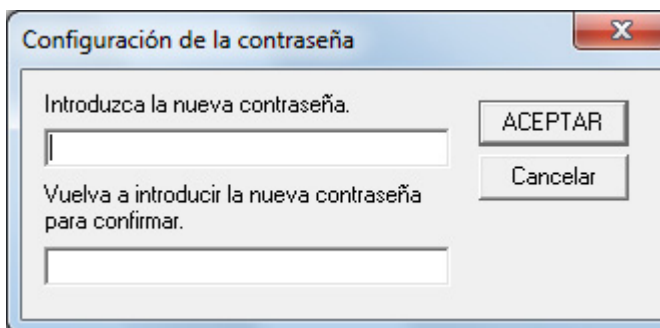 Configuración de la contraseña
Introduzca la nueva contraseña.
ACEPTAR
Cancelar
Vuelva a introducir la nueva contraseña
para confirmar.